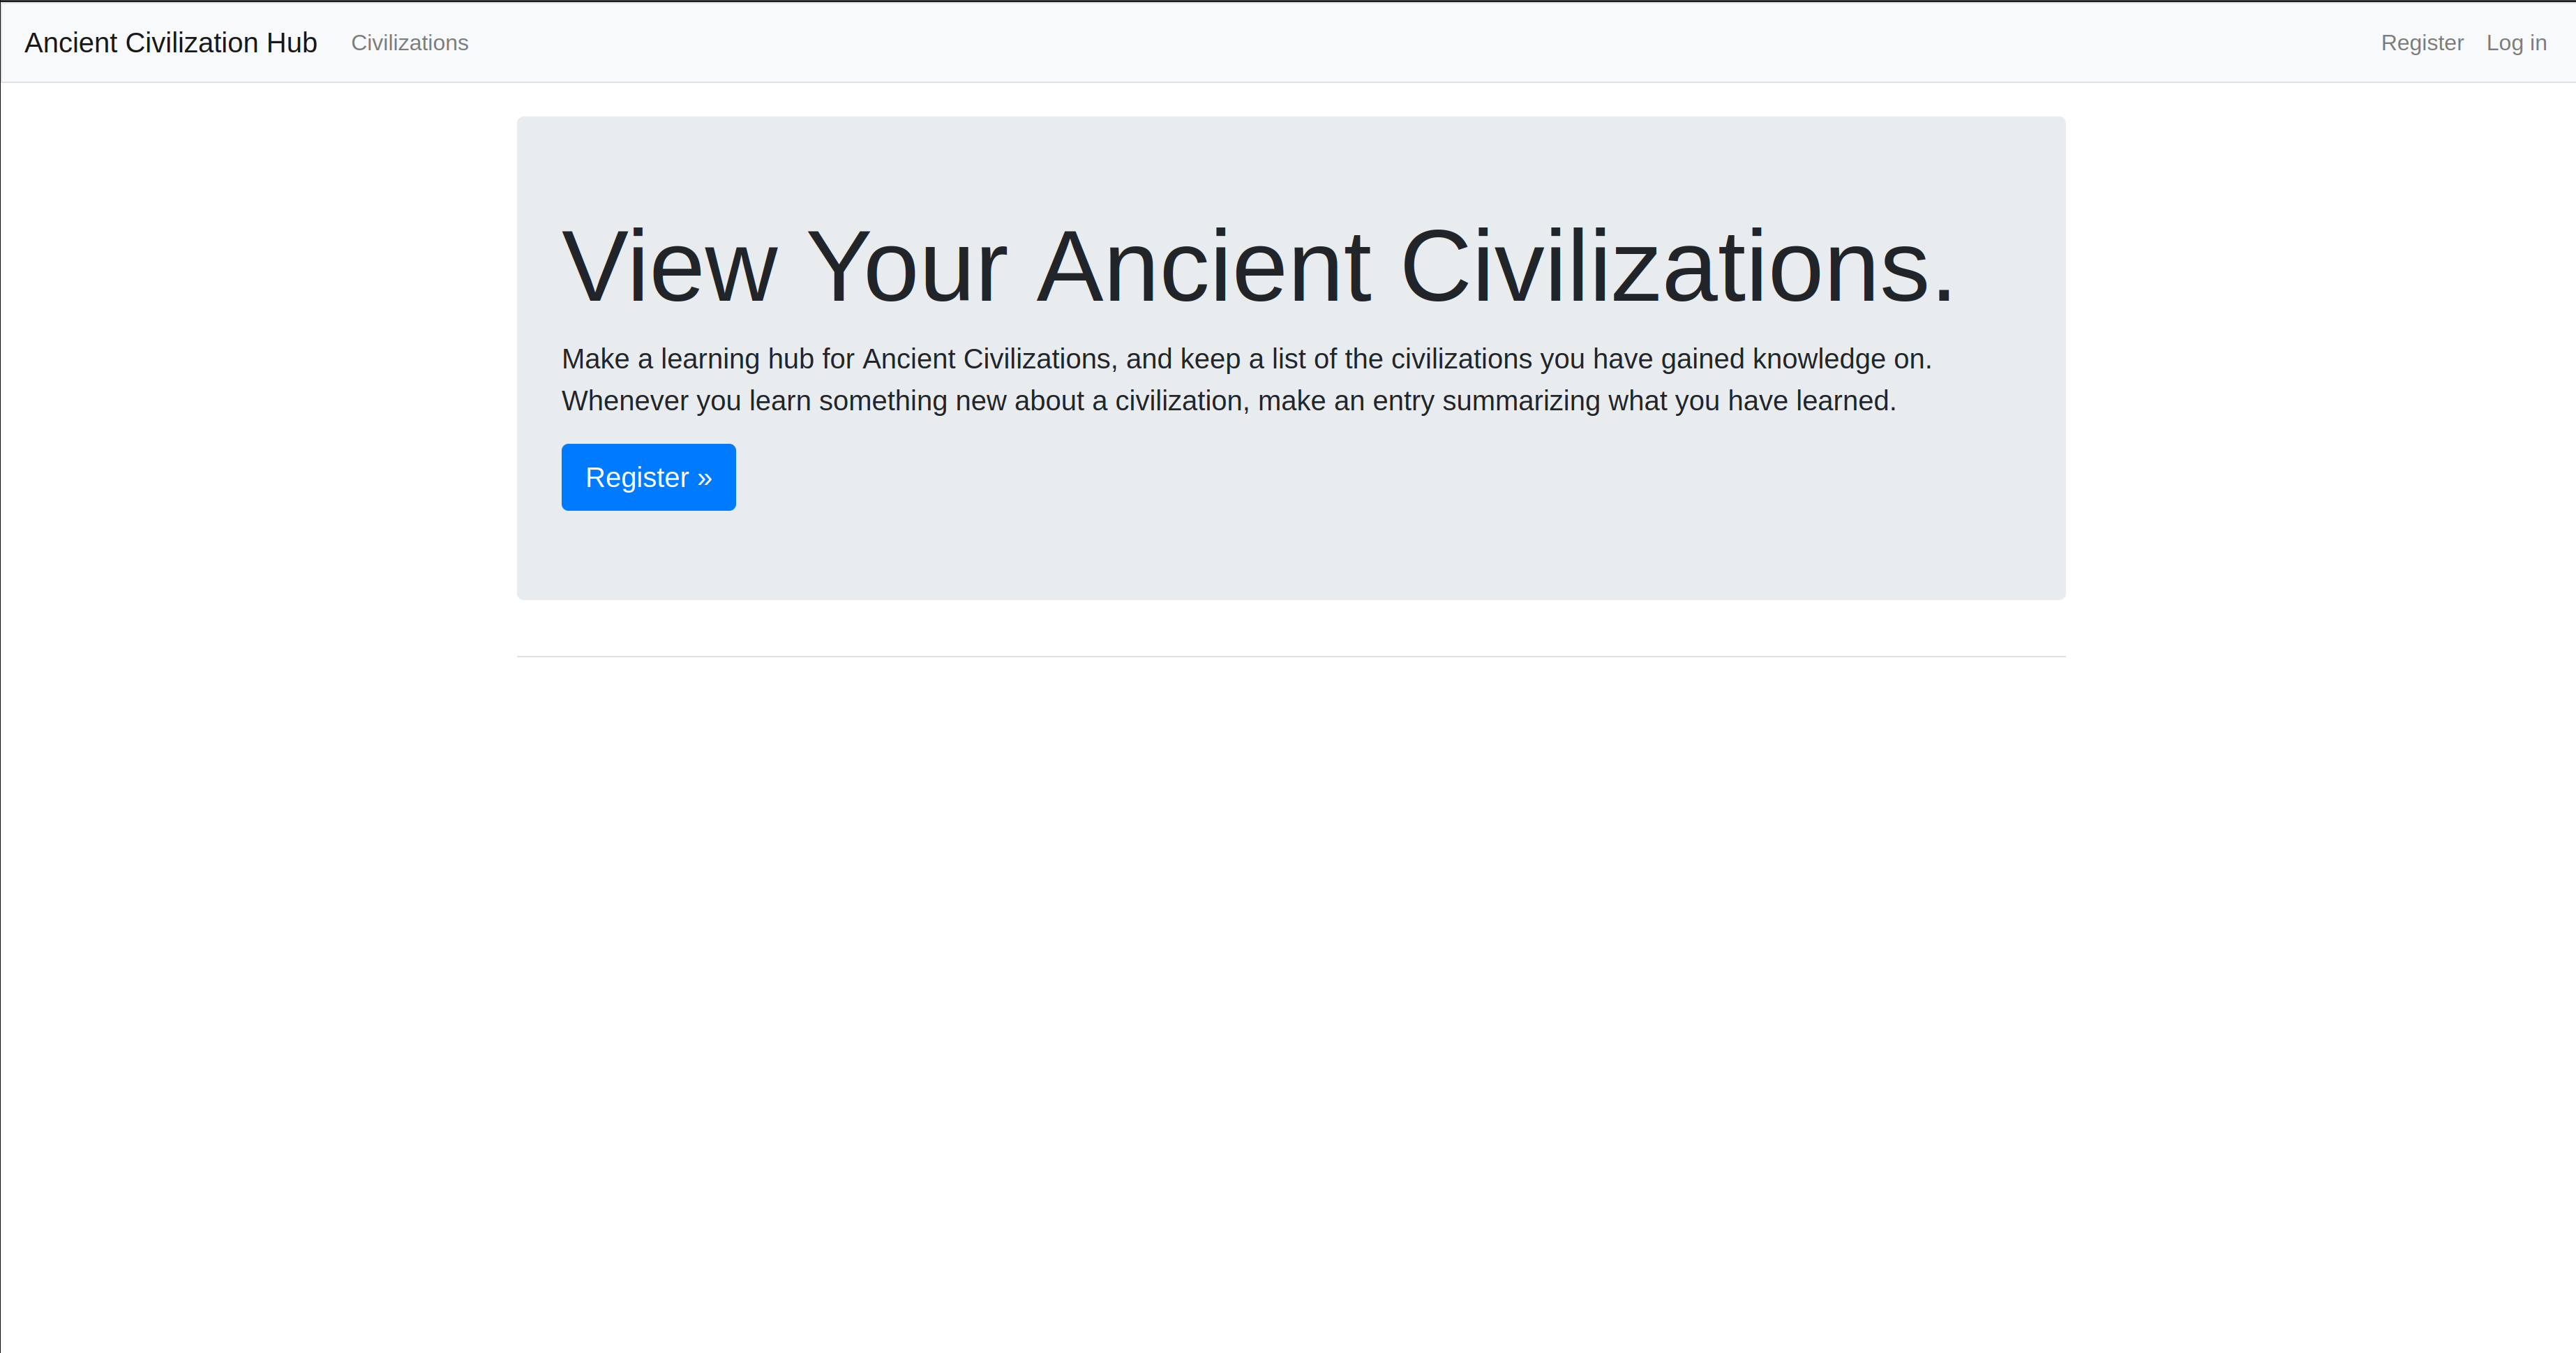 Ancient Civilization Hub Civilizations Register Log in
View Your Ancient Civilizations.
Make a learning hub for Ancient Civilizations, and keep a list of the civilizations you have gained knowledge on.
Whenever you learn something new about a civilization, make an entry summarizing what you have learned.
Register »